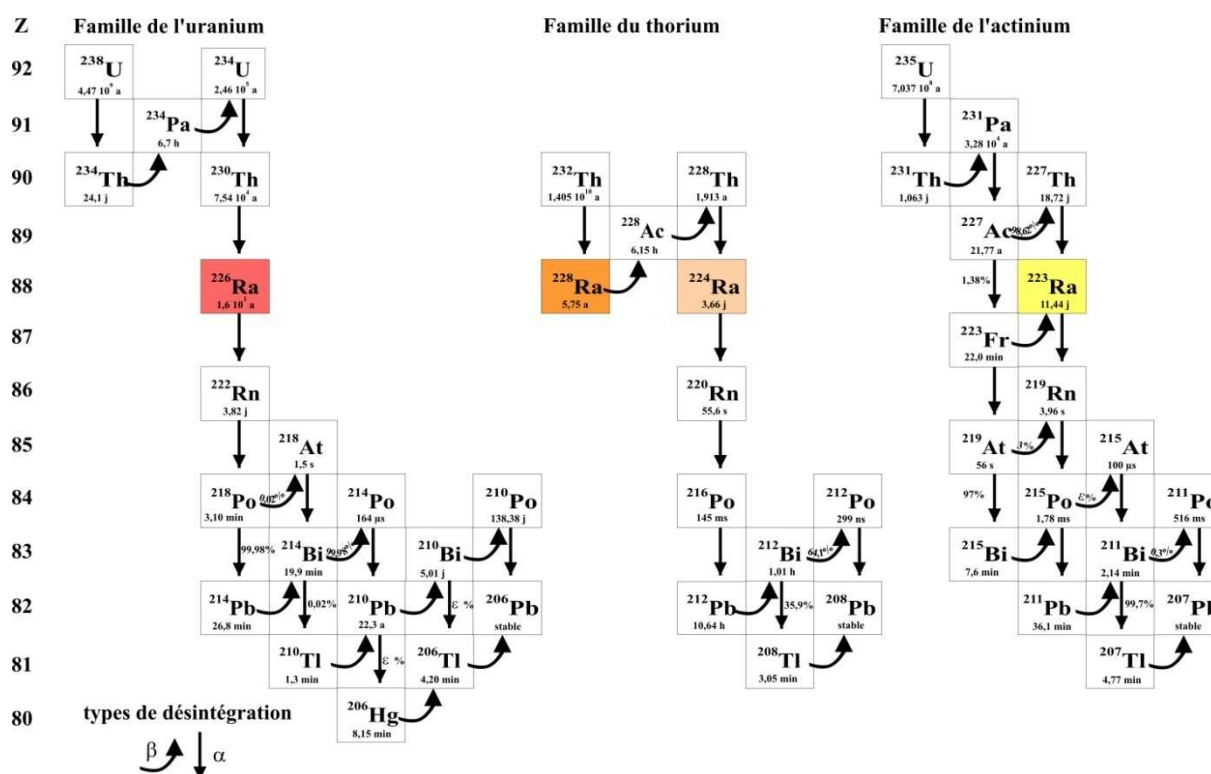 Z Famille de l'uranium Famille du thorium Famille de l'actinium
92 238U 234U 235U
4,47 10⁹ a 2,46 10⁵ a 7,037 10⁸ a
91 234Pa 231Pa
6,7 h 3,28 10⁴ a
90 234Th 230Th 232Th 228Th 231Th 227Th
24,1 j 7,54 10⁴ a 1,405 10¹⁰ a 1,913 a 1,063 j 18,72 j
89 228Ac 227Ac 98,62%
6,15 h 21,77 a
88 226Ra 228Ra 224Ra 1,38% 223Ra
1,6 10³ a 5,75 a 3,66 j 11,44 j
87 223Fr
22,0 min
86 222Rn 220Rn 219Rn
3,82 j 55,6 s 3,96 s
85 218At 219At 3% 215At
1,5 s 56 s 100 µs
84 218Po 0,02% 214Po 210Po 216Po 212Po 97% 215Po ε% 211Po
3,10 min 164 µs 138,38 j 145 ms 299 ns 1,78 ms 516 ms
83 99,98% 214Bi 99,98% 210Bi 212Bi 64,1% 215Bi 211Bi 0,3%
19,9 min 5,01 j 1,01 h 7,6 min 2,14 min
82 214Pb 0,02% 210Pb ε % 206Pb 212Pb 35,9% 208Pb 211Pb 99,7% 207Pb
26,8 min 22,3 a stable 10,64 h stable 36,1 min stable
81 210Tl ε % 206Tl 208Tl 207Tl
1,3 min 4,20 min 3,05 min 4,77 min
80 206Hg
8,15 min
types de désintégration
β α